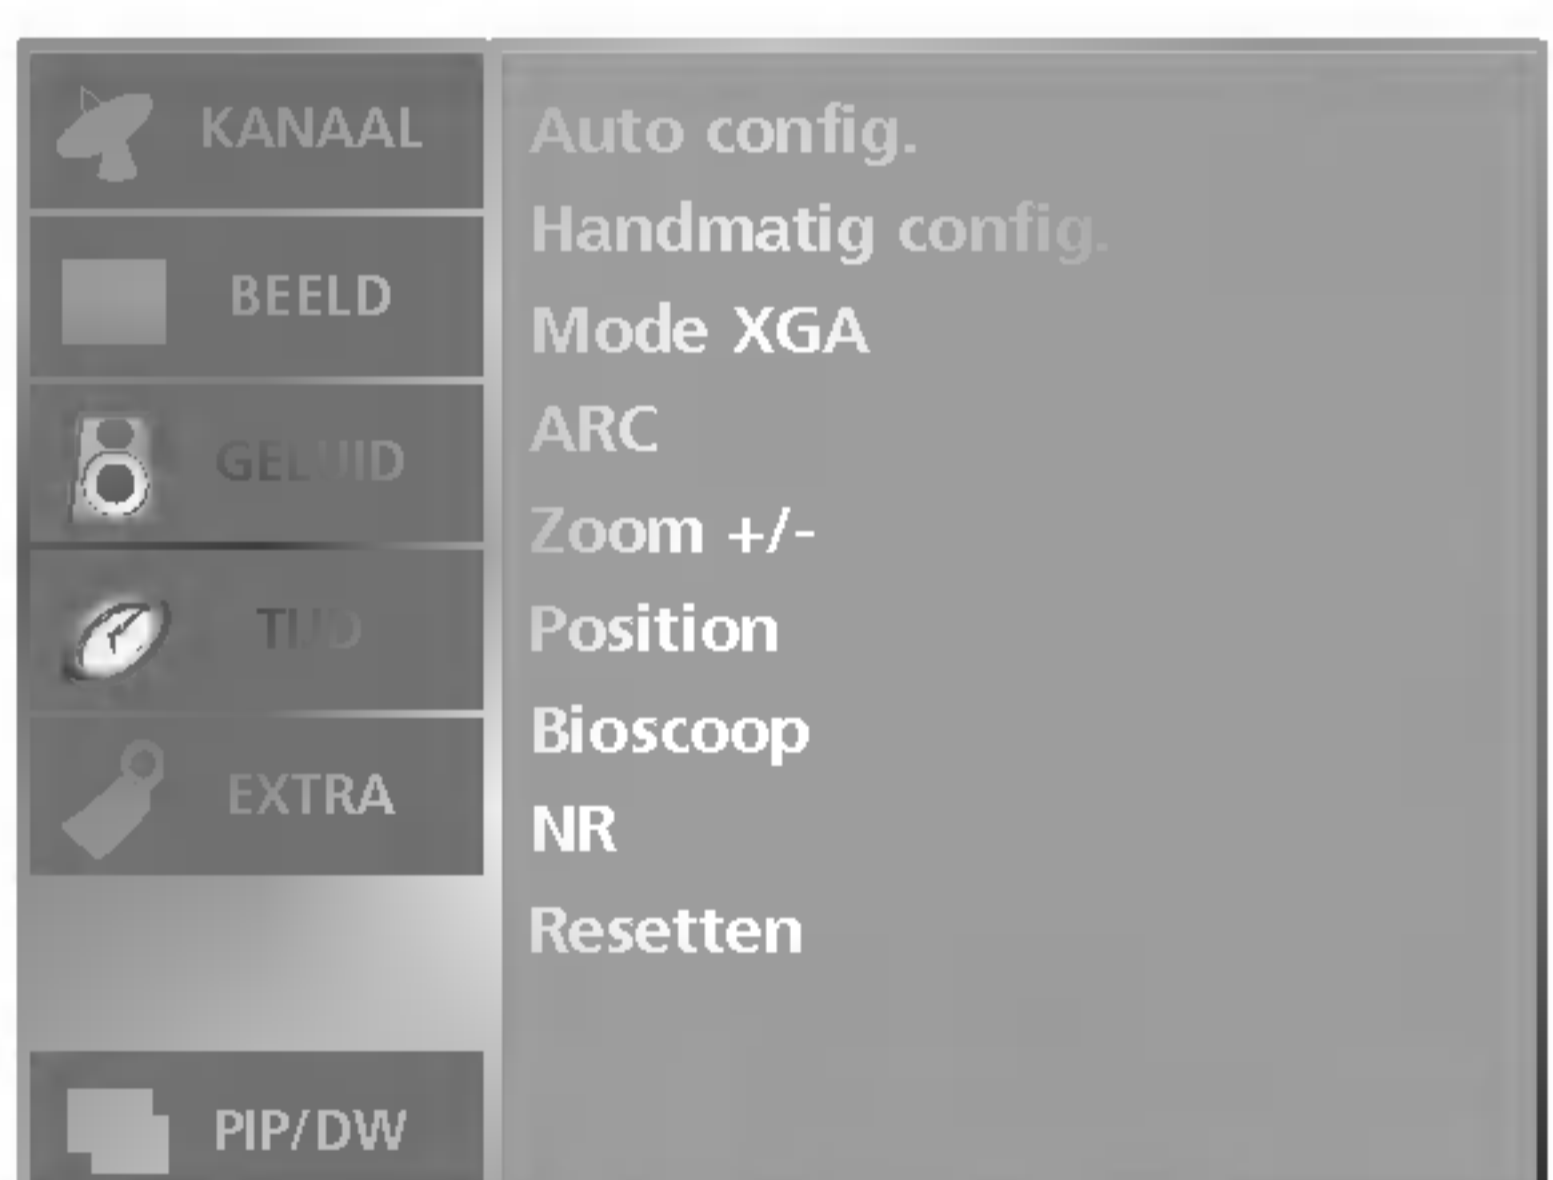 KANAAL
BEELD
GELUID
TIJD
EXTRA
PIP/DW
Auto config.
Handmatig config.
Mode XGA
ARC
Zoom +/-
Position
Bioscoop
NR
Resetten